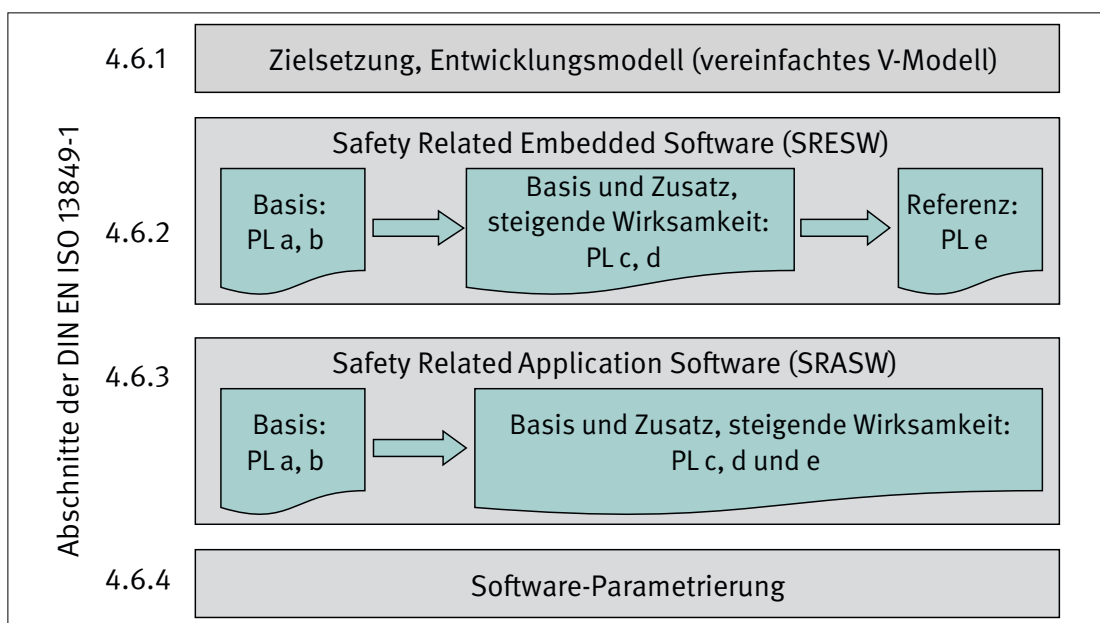 Abschnitte der DIN EN ISO 13849-1
4.6.1
Zielsetzung, Entwicklungsmodell (vereinfachtes V-Modell)
4.6.2
Safety Related Embedded Software (SRESW)
Basis:
PL a, b
Basis und Zusatz,
steigende Wirksamkeit:
PL c, d
Referenz:
PL e
4.6.3
Safety Related Application Software (SRASW)
Basis:
PL a, b
Basis und Zusatz, steigende Wirksamkeit:
PL c, d und e
4.6.4
Software-Parametrierung